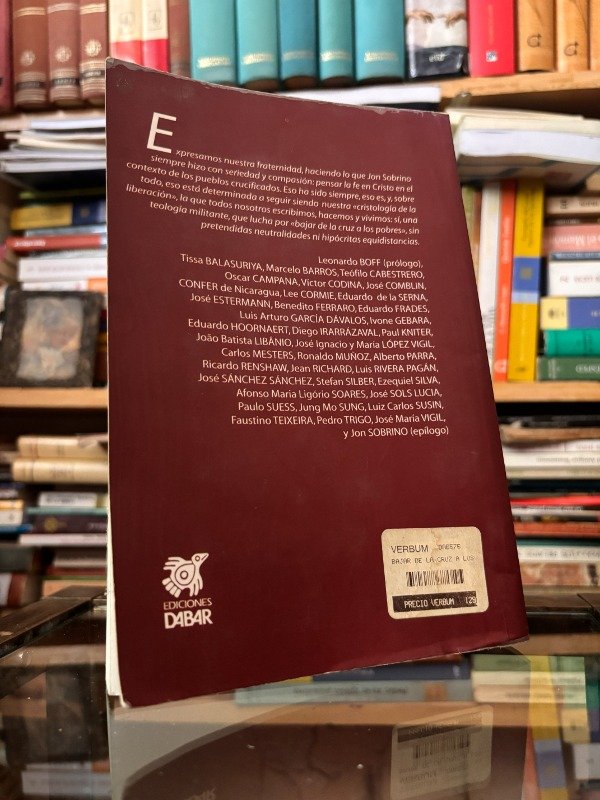 Expresamos nuestra fraternidad, haciendo lo que Jon Sobrino
siempre hizo con seriedad y composión: pensar la fe en Cristo en el
contexto de los pueblos crucificados. Eso ha sido siempre, eso es, y, sobre
todo, eso está determinada a seguir siendo nuestra «cristología de la
liberación», la que todos nosotros escribimos, hacemos y vivimos: sí, una
teología militante, que lucha por «bajar de la cruz a los pobres», sin
pretendidas neutralidades ni hipócritas equidistancias.
Leonardo BOFF (prólogo),
Tissa BALASURIYA, Marcelo BARROS, Teófilo CABESTRERO,
Oscar CAMPANA, Víctor CODINA, José COMBLIN,
CONFER de Nicaragua, Lee CORMIE, Eduardo de la SERNA,
José ESTERMANN, Benedito FERRARO, Eduardo FRADES,
Luis Arturo GARCÍA DÁVALOS, Ivone GEBARA,
Eduardo HOORNAERT, Diego IRARRÁZAVAL, Paul KNITER,
João Batista LIBÂNIO, José Ignacio y María LÓPEZ VIGIL,
Carlos MESTERS, Ronaldo MUÑOZ, Alberto PARRA,
Ricardo RENSHAW, Jean RICHARD, Luis RIVERA PAGÁN,
José SÁNCHEZ SÁNCHEZ, Stefan SILBER, Ezequiel SILVA,
Afonso Maria Ligório SOARES, José SOLS LUCIA,
Paulo SUESS, Jung Mo SUNG, Luiz Carlos SUSIN,
Faustino TEIXEIRA, Pedro TRIGO, José María VIGIL,
y Jon SOBRINO (epílogo)
EDICIONES
DABAR
VERBUM
BAJAR DE LA CRUZ A LOS
PRECIO VERBUM